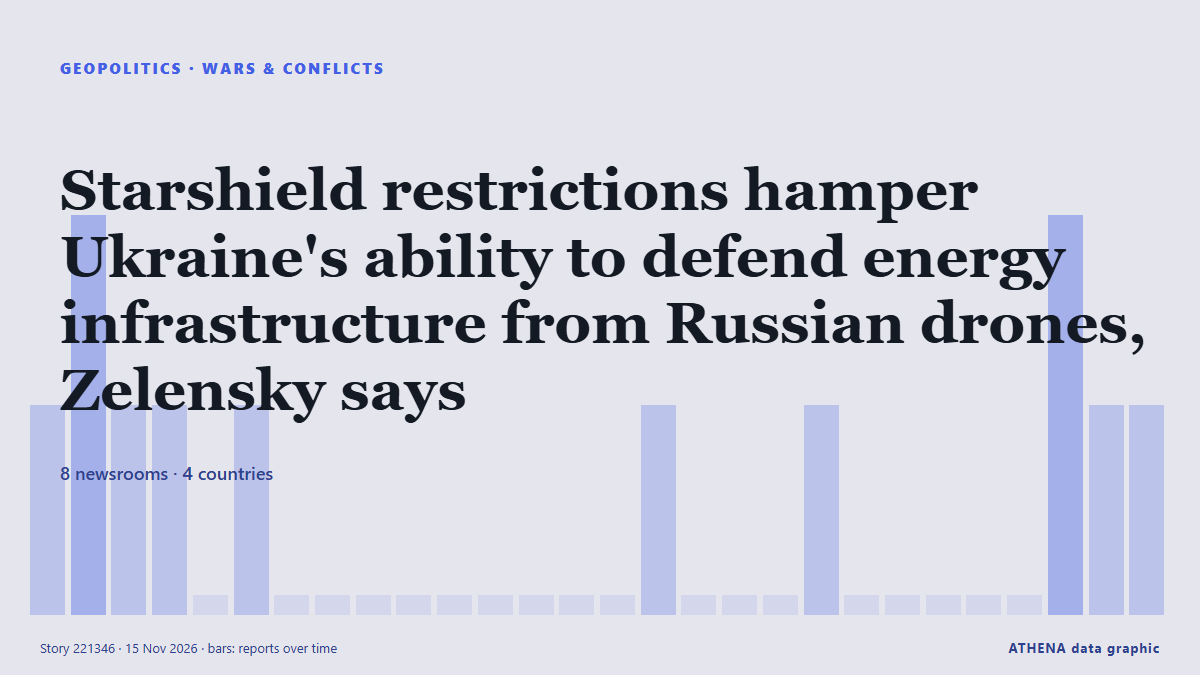 GEOPOLITICS · WARS & CONFLICTS
Starshield restrictions hamper
Ukraine's ability to defend energy
infrastructure from Russian drones,
Zelensky says
8 newsrooms · 4 countries
Story 221346 · 15 Nov 2026 · bars: reports over time
ATHENA data graphic